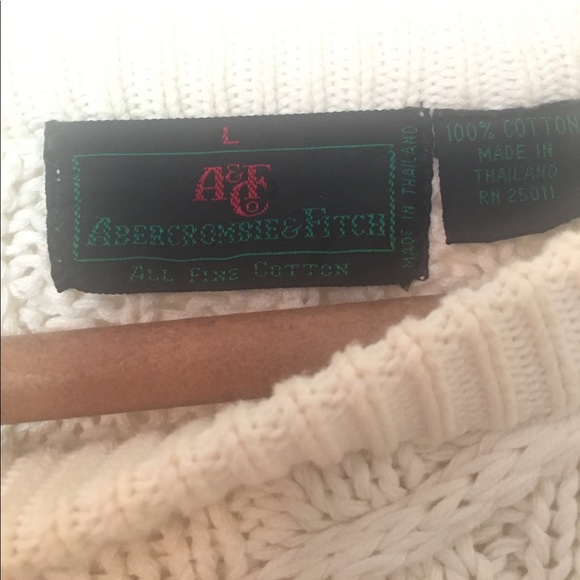 L
A&F
Co
ABERCROMBIE & FITCH
ALL FINE COTTON
MADE IN THAILAND
100% COTTON
MADE IN
THAILAND
RN 25011